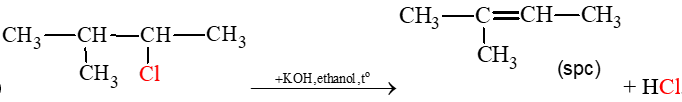 CH₃—CH—CH—CH₃
CH₃ Cl
+KOH,ethanol,t°
CH₃—C=CH—CH₃
CH₃
(spc)
+ HCl